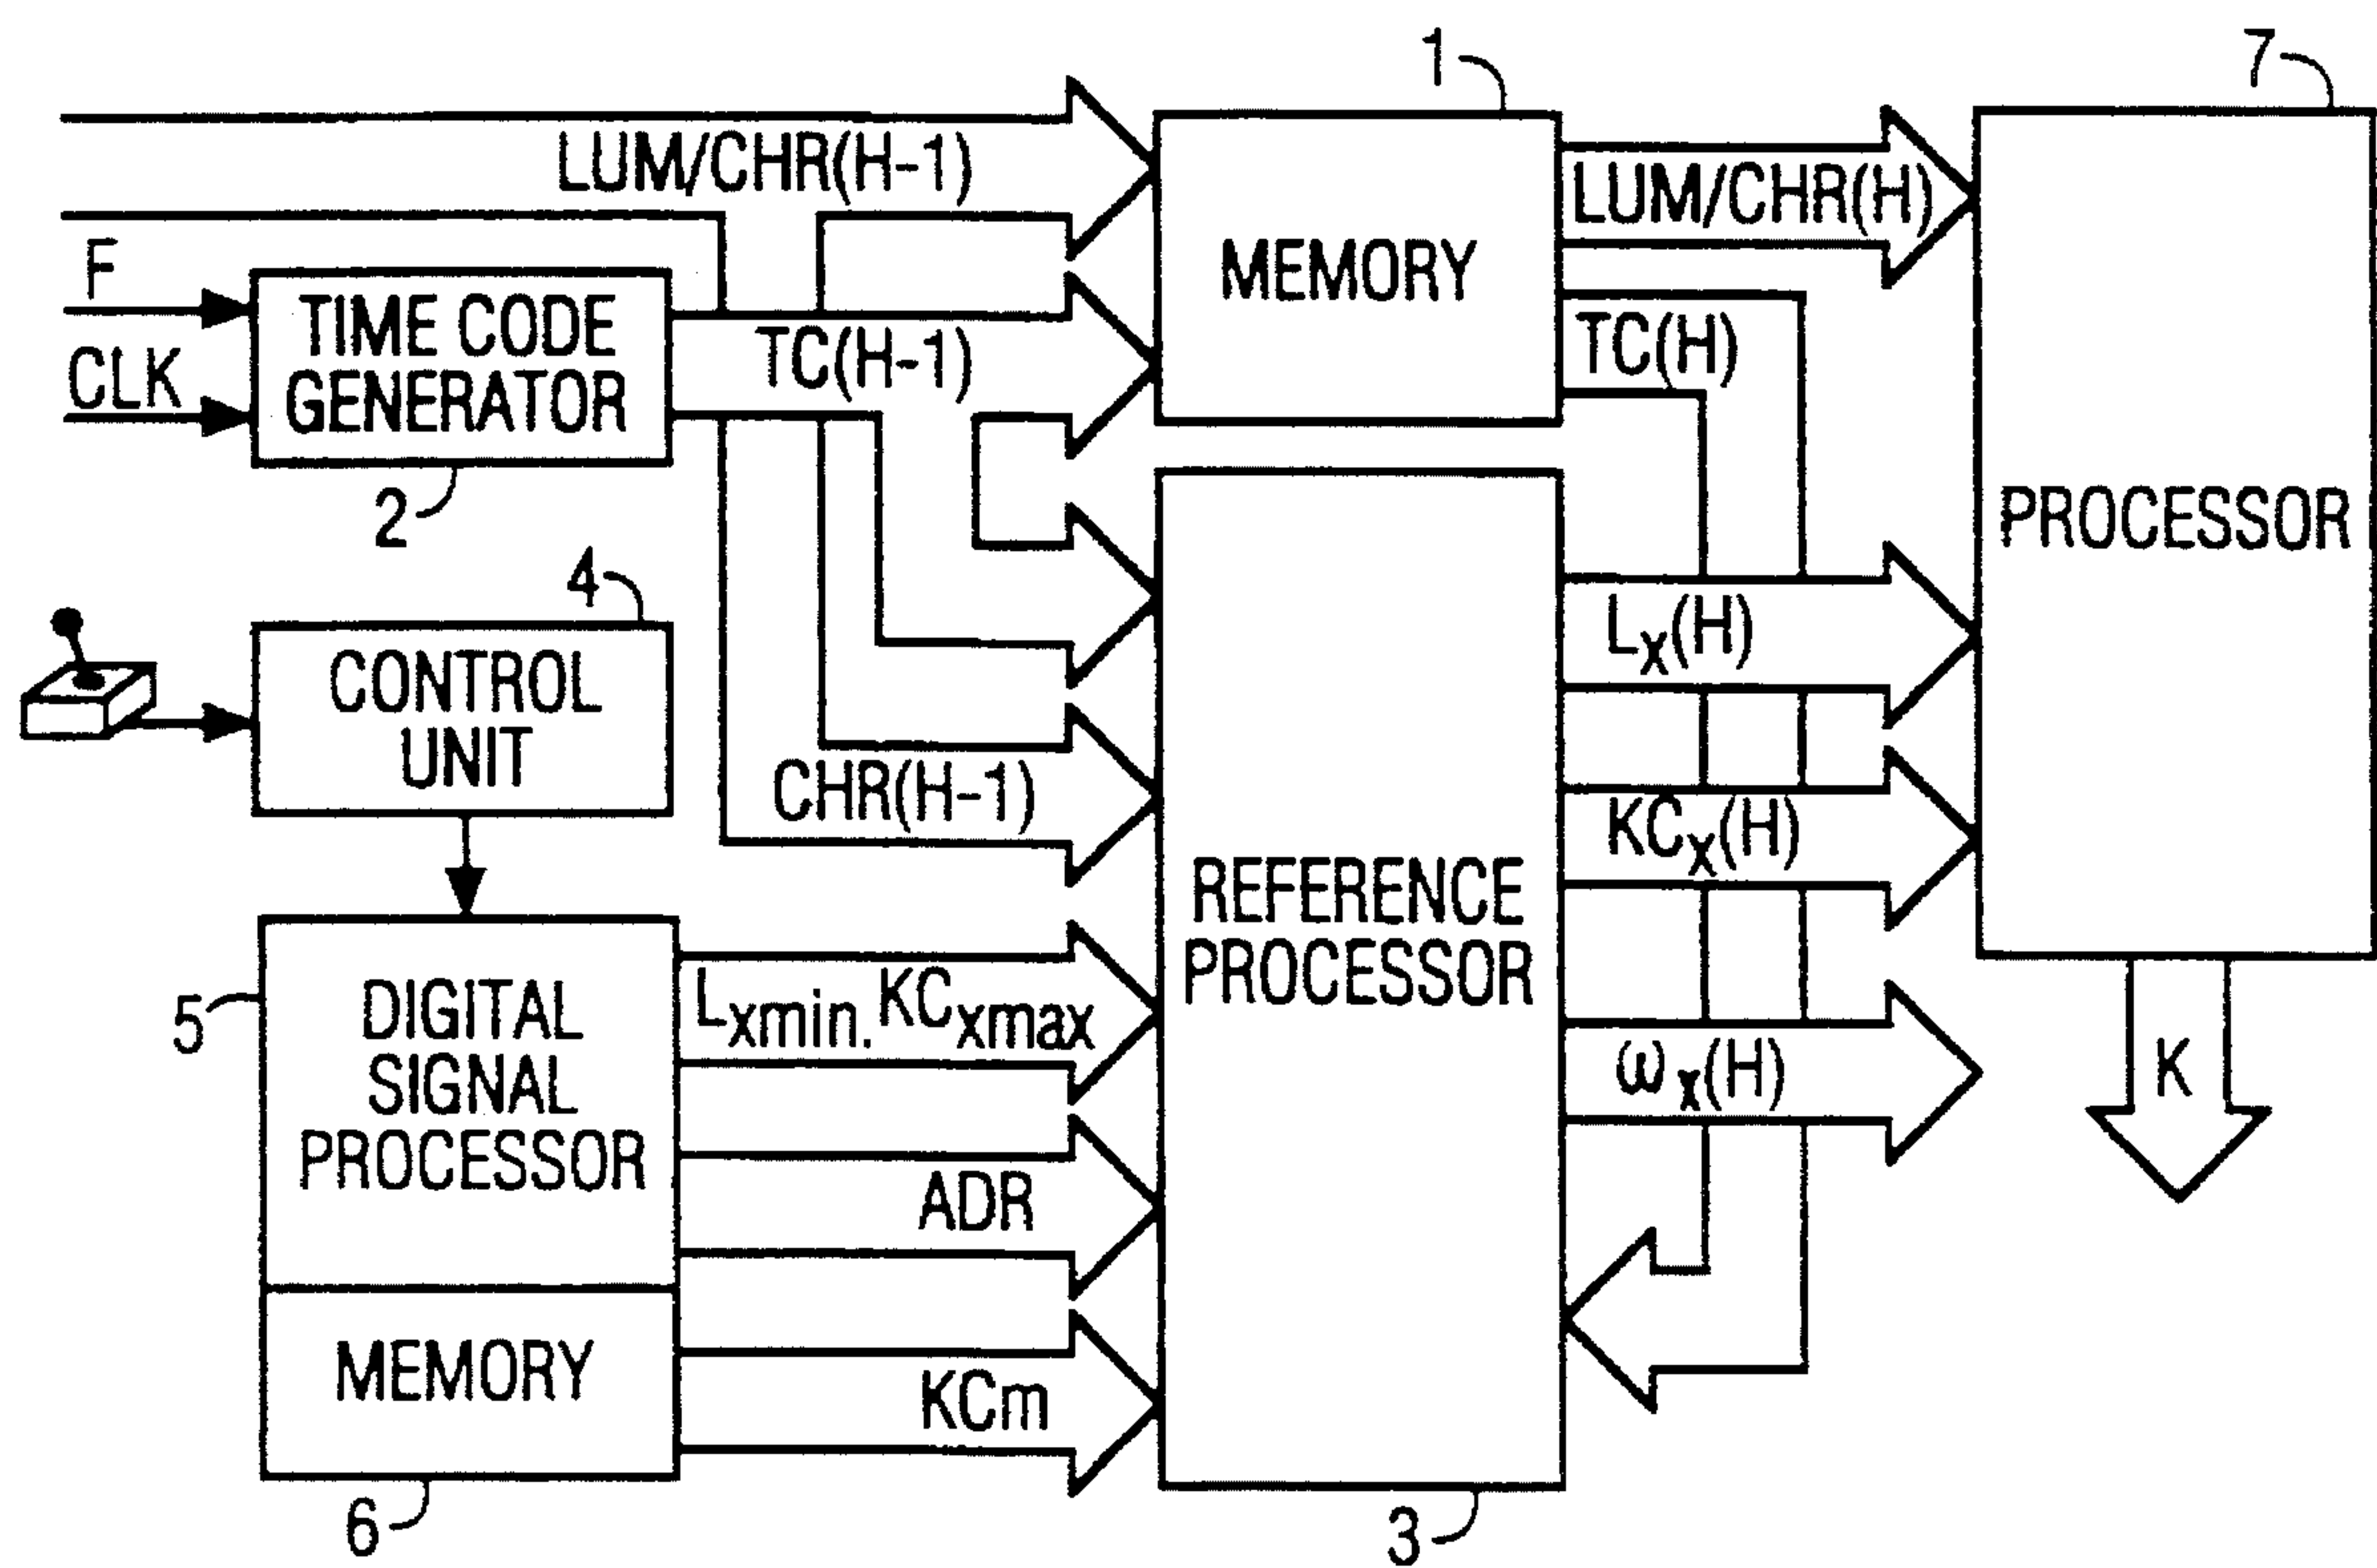 1
7
LUM/CHR(H-1)
LUM/CHR(H)
F
MEMORY
TIME CODE
GENERATOR
CLK
TC(H-1)
TC(H)
2
PROCESSOR
4
CONTROL
UNIT
Lx(H)
CHR(H-1)
KCx(H)
REFERENCE
PROCESSOR
5
DIGITAL
SIGNAL
PROCESSOR
Lxmin. KCxmax
ωx(H)
K
ADR
MEMORY
KCm
6
3